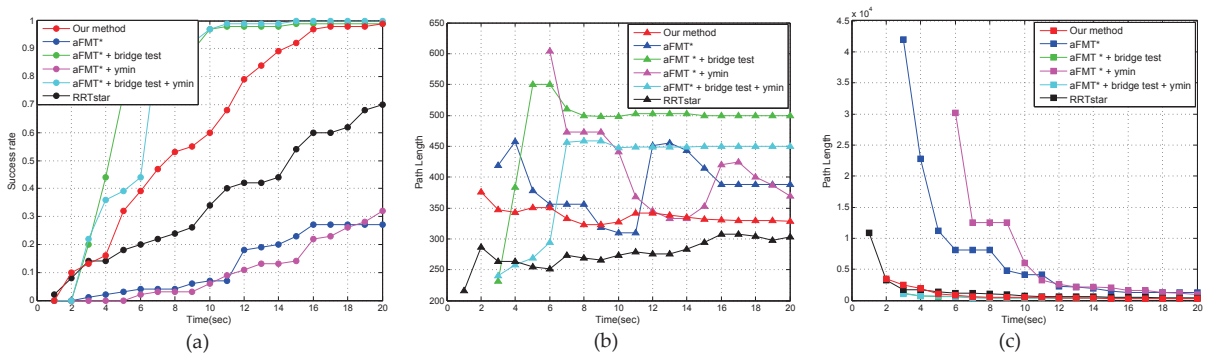 Success rate
1
0.9
0.8
0.7
0.6
0.5
0.4
0.3
0.2
0.1
0
Our method
aFMT*
aFMT* + bridge test
aFMT* + ymin
aFMT* + bridge test + ymin
RRTstar
0 2 4 6 8 10 12 14 16 18 20
Time(sec)
(a)
Path Length
650
600
550
500
450
400
350
300
250
200
Our method
aFMT*
aFMT * + bridge test
aFMT * + ymin
aFMT* + bridge test + ymin
RRTstar
0 2 4 6 8 10 12 14 16 18 20
Time(sec)
(b)
x 10⁴
Path Length
4.5
4
3.5
3
2.5
2
1.5
1
0.5
0
Our method
aFMT*
aFMT * + bridge test
aFMT * + ymin
aFMT* + bridge test + ymin
RRTstar
0 2 4 6 8 10 12 14 16 18 20
Time(sec)
(c)